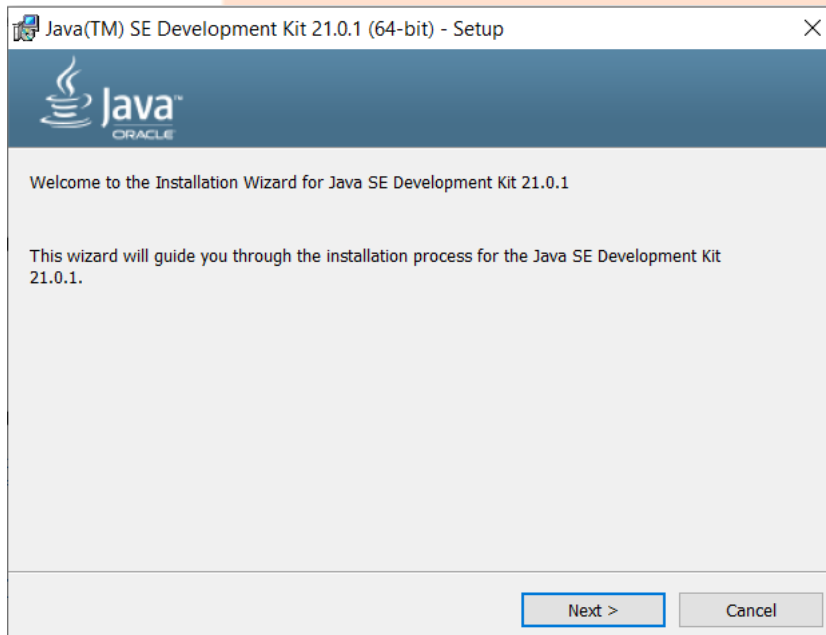 Java(TM) SE Development Kit 21.0.1 (64-bit) - Setup
Java™
ORACLE
Welcome to the Installation Wizard for Java SE Development Kit 21.0.1
This wizard will guide you through the installation process for the Java SE Development Kit
21.0.1.
Next >
Cancel